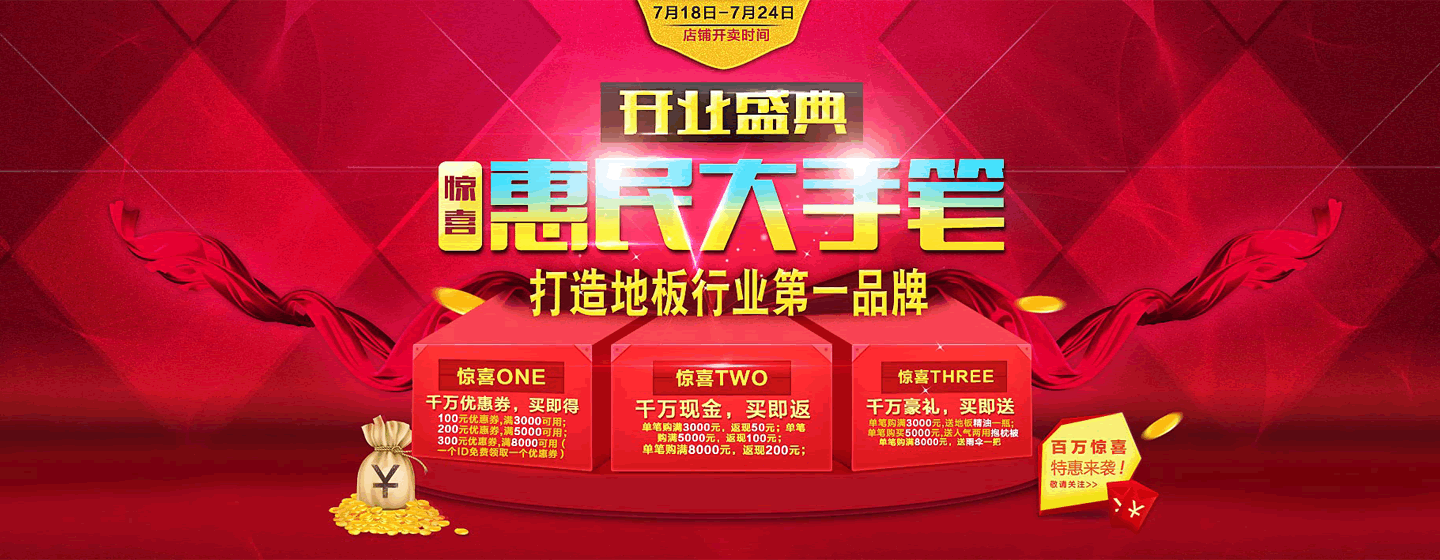 7月18日-7月24日
店铺开卖时间
开业盛典
惊喜
惠民大手笔
打造地板行业第一品牌
惊喜ONE
千万优惠券，买即得
100元优惠券,满3000可用；
200元优惠券,满5000可用；
300元优惠券,满8000可用（
一个ID免费领取一个优惠券）
惊喜TWO
千万现金，买即返
单笔购满3000元，返现50元；单笔
购满5000元，返现100元；
单笔购满8000元，返现200元；
惊喜THREE
千万豪礼，买即送
单笔购满3000元,送地板精油一瓶；
单笔购买5000元,送人气两用抱枕被
单笔购满8000元，送雨伞一把
百万惊喜
特惠来袭！
敬请关注>>
¥
¥